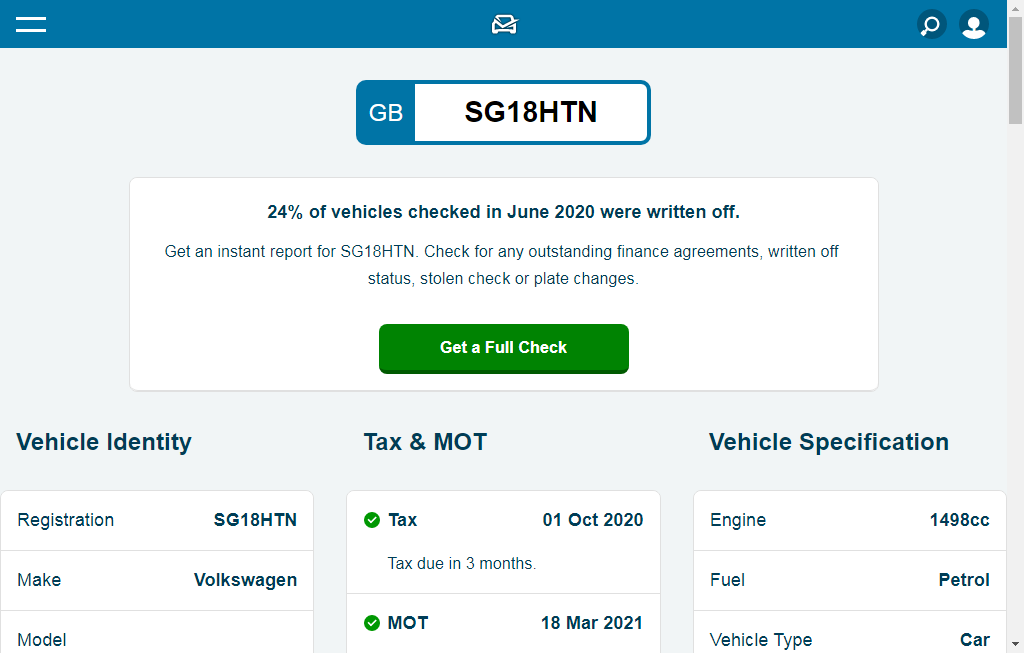 GB SG18HTN
24% of vehicles checked in June 2020 were written off.
Get an instant report for SG18HTN. Check for any outstanding finance agreements, written off
status, stolen check or plate changes.
Get a Full Check
Vehicle Identity
Registration SG18HTN
Make Volkswagen
Model
Tax & MOT
Tax 01 Oct 2020
Tax due in 3 months.
MOT 18 Mar 2021
Vehicle Specification
Engine 1498cc
Fuel Petrol
Vehicle Type Car